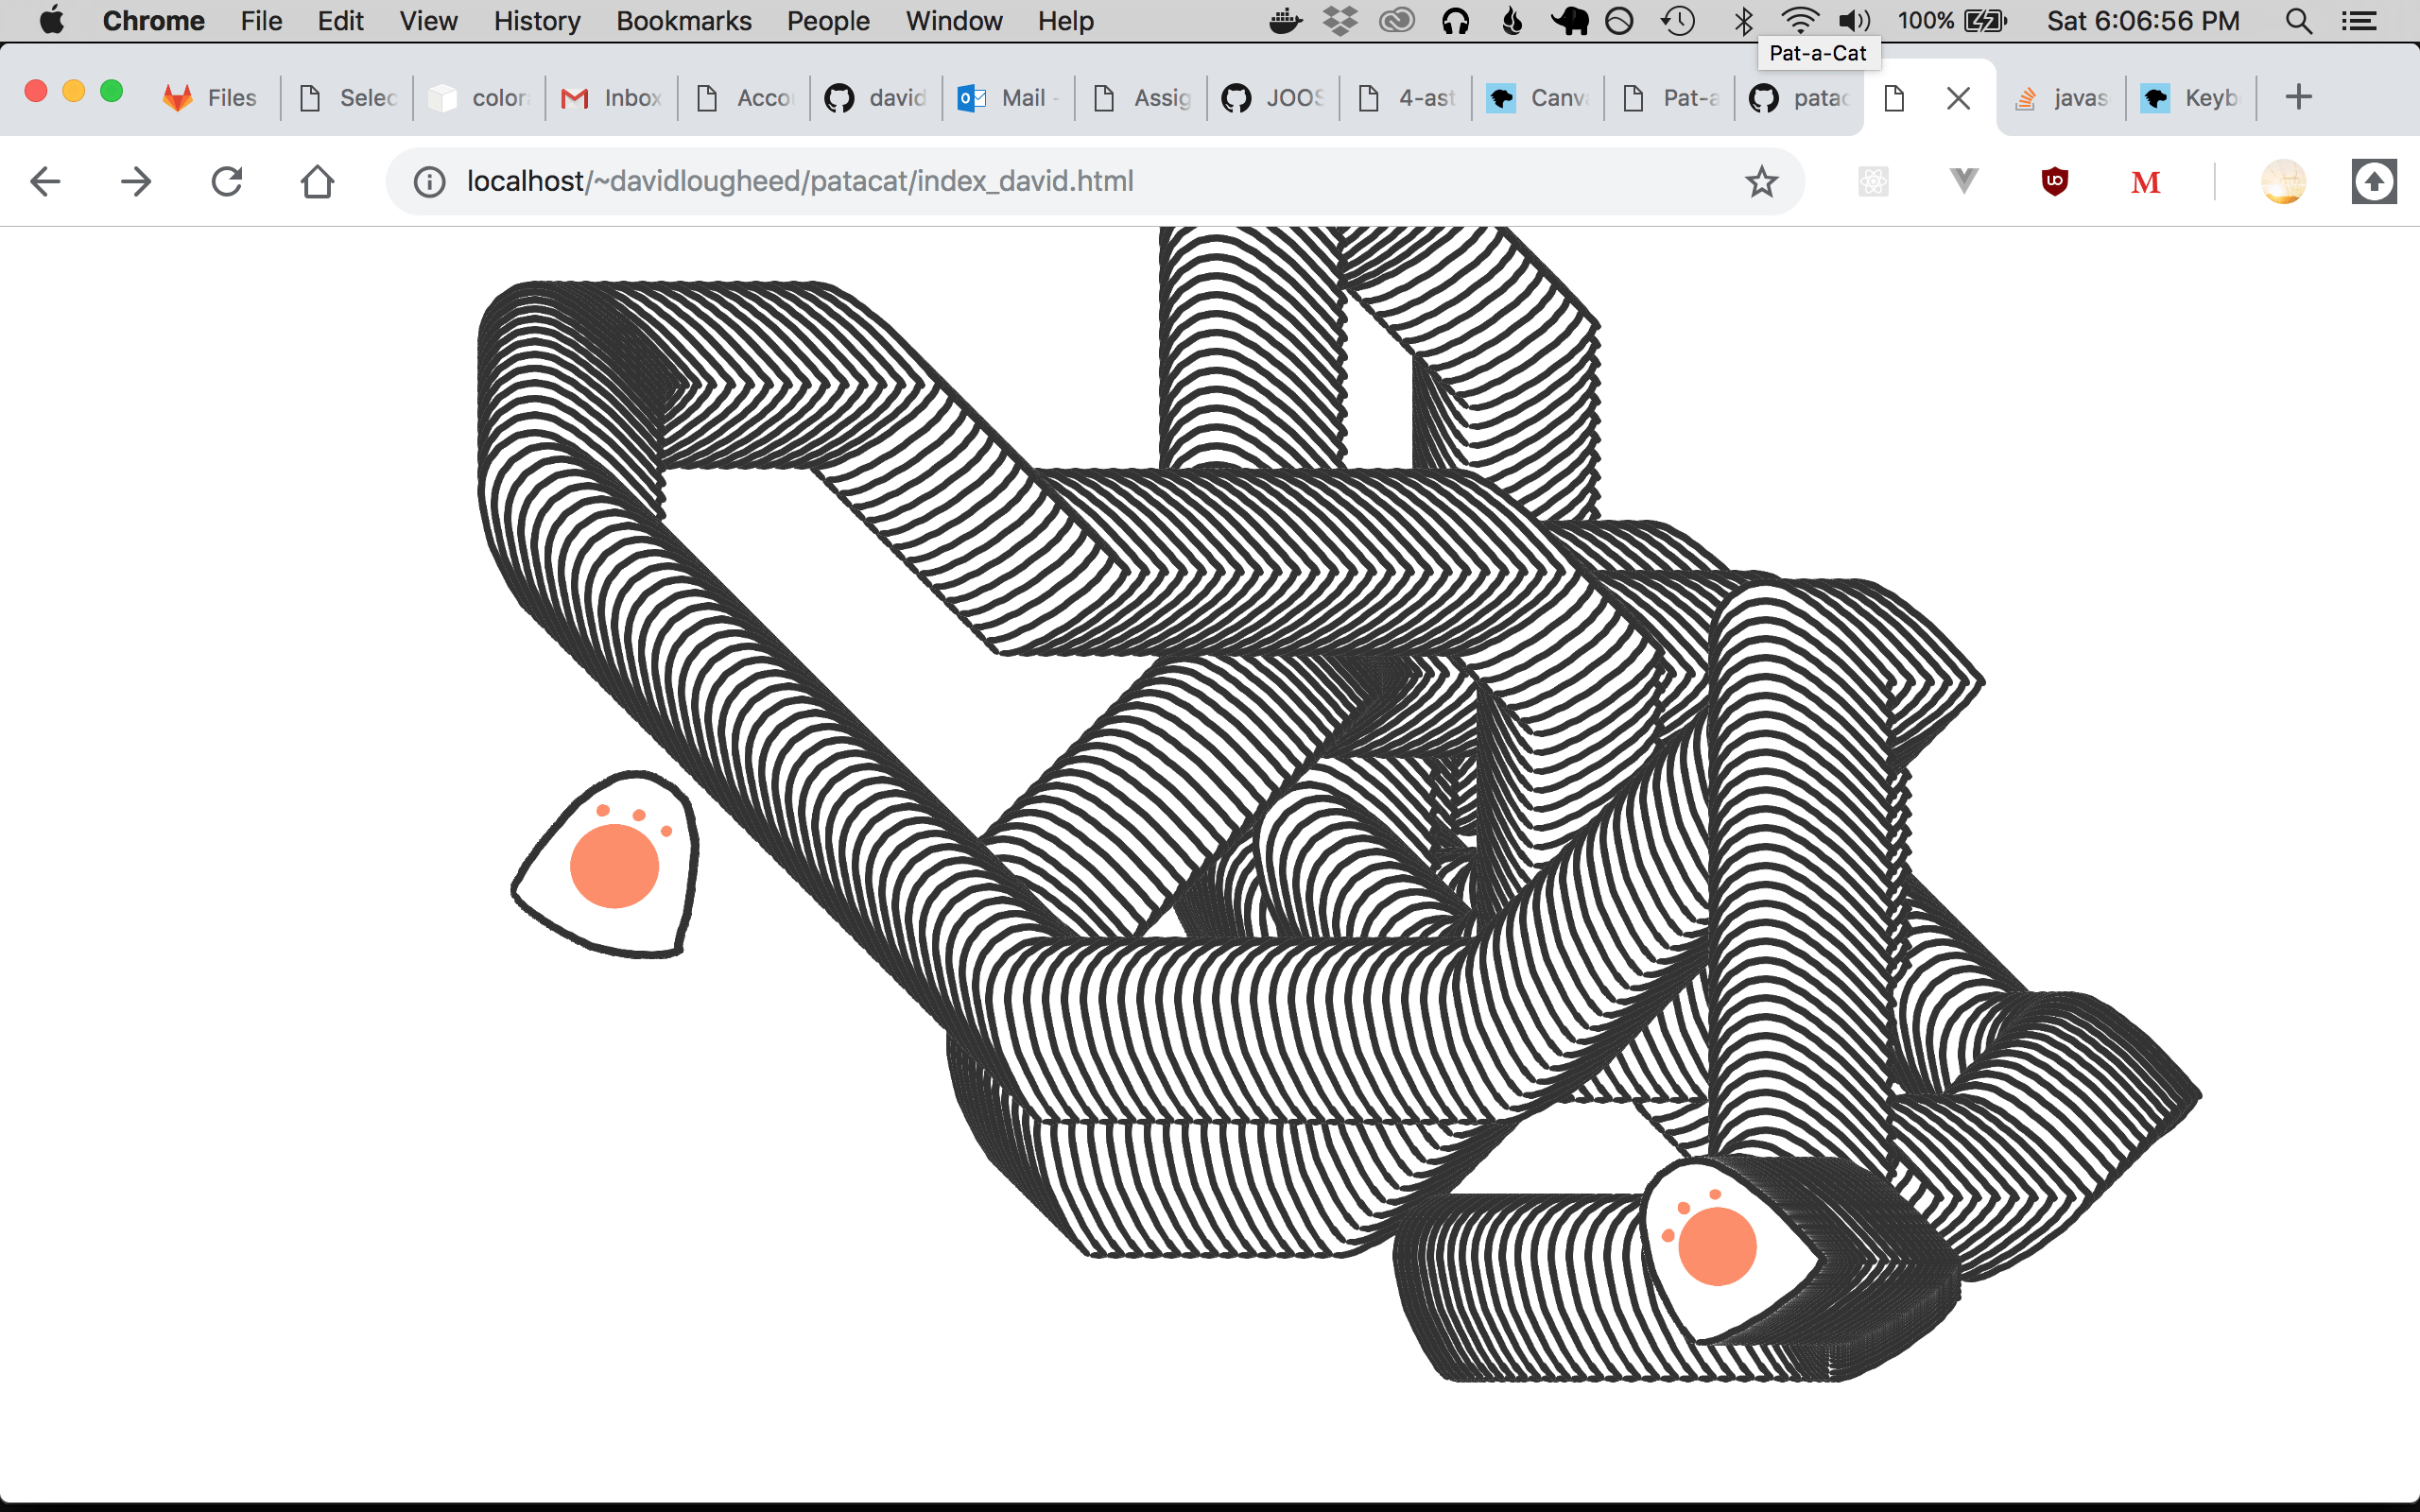 Chrome File Edit View History Bookmarks People Window Help 100% Sat 6:06:56 PM
Pat-a-Cat
Files Selec color Inbox Acco david Mail - Assig JOOS 4-ast Canv Pat-a patac javas Keyb
localhost/~davidlougheed/patacat/index_david.html